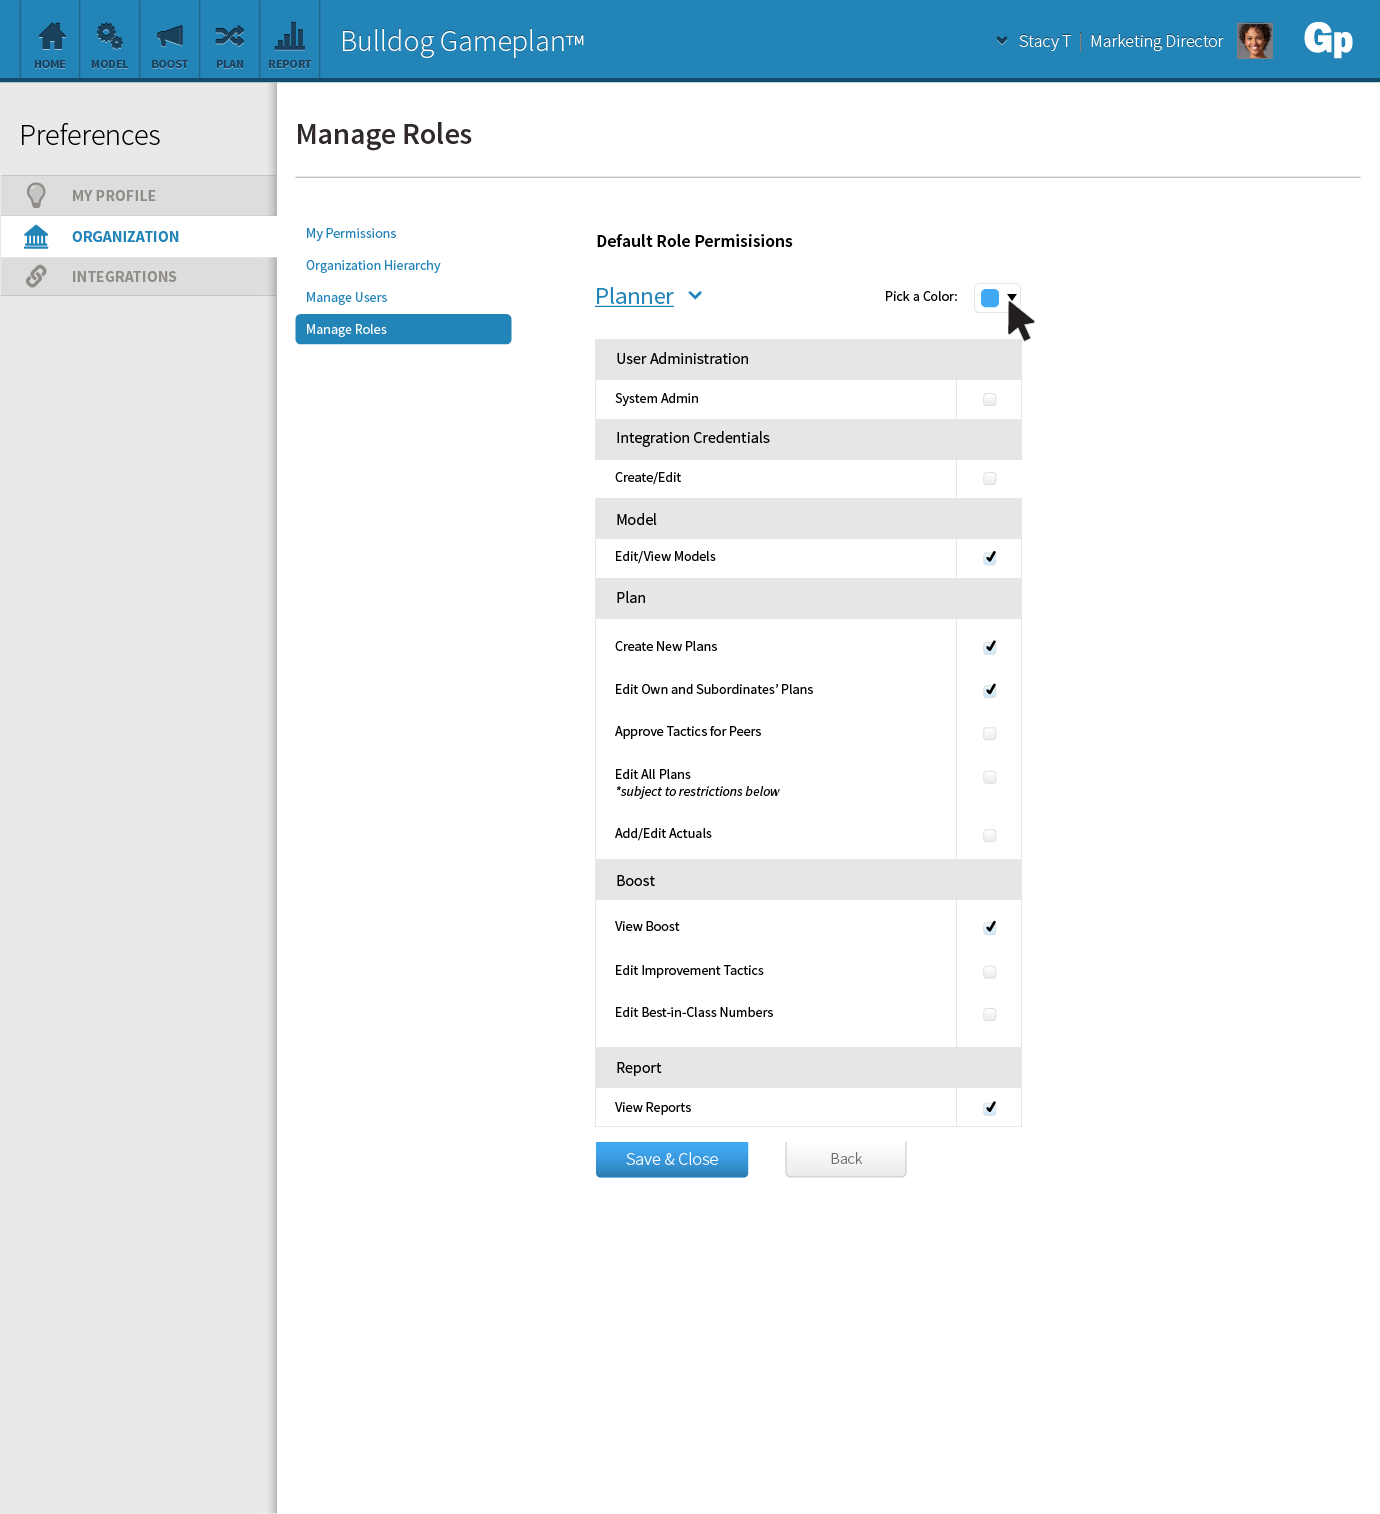 HOME
MODEL
BOOST
PLAN
REPORT
Bulldog Gameplan™
Stacy T
Marketing Director
Gp
Preferences
MY PROFILE
ORGANIZATION
INTEGRATIONS
Manage Roles
My Permissions
Organization Hierarchy
Manage Users
Manage Roles
Default Role Permisisions
Planner
Pick a Color:
User Administration
System Admin
Integration Credentials
Create/Edit
Model
Edit/View Models
Plan
Create New Plans
Edit Own and Subordinates’ Plans
Approve Tactics for Peers
Edit All Plans
*subject to restrictions below
Add/Edit Actuals
Boost
View Boost
Edit Improvement Tactics
Edit Best-in-Class Numbers
Report
View Reports
Save & Close
Back